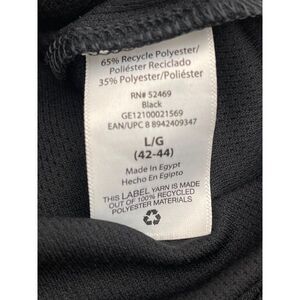 65% Recycle Polyester/
Poliéster Reciclado
35% Polyester/Poliéster
RN# 52469
Black
GE12100021569
EAN/UPC 8 8942409347
L/G
(42-44)
Made In Egypt
Hecho En Egipto
THIS LABEL YARN IS MADE
OUT OF 100% RECYCLED
POLYESTER MATERIALS